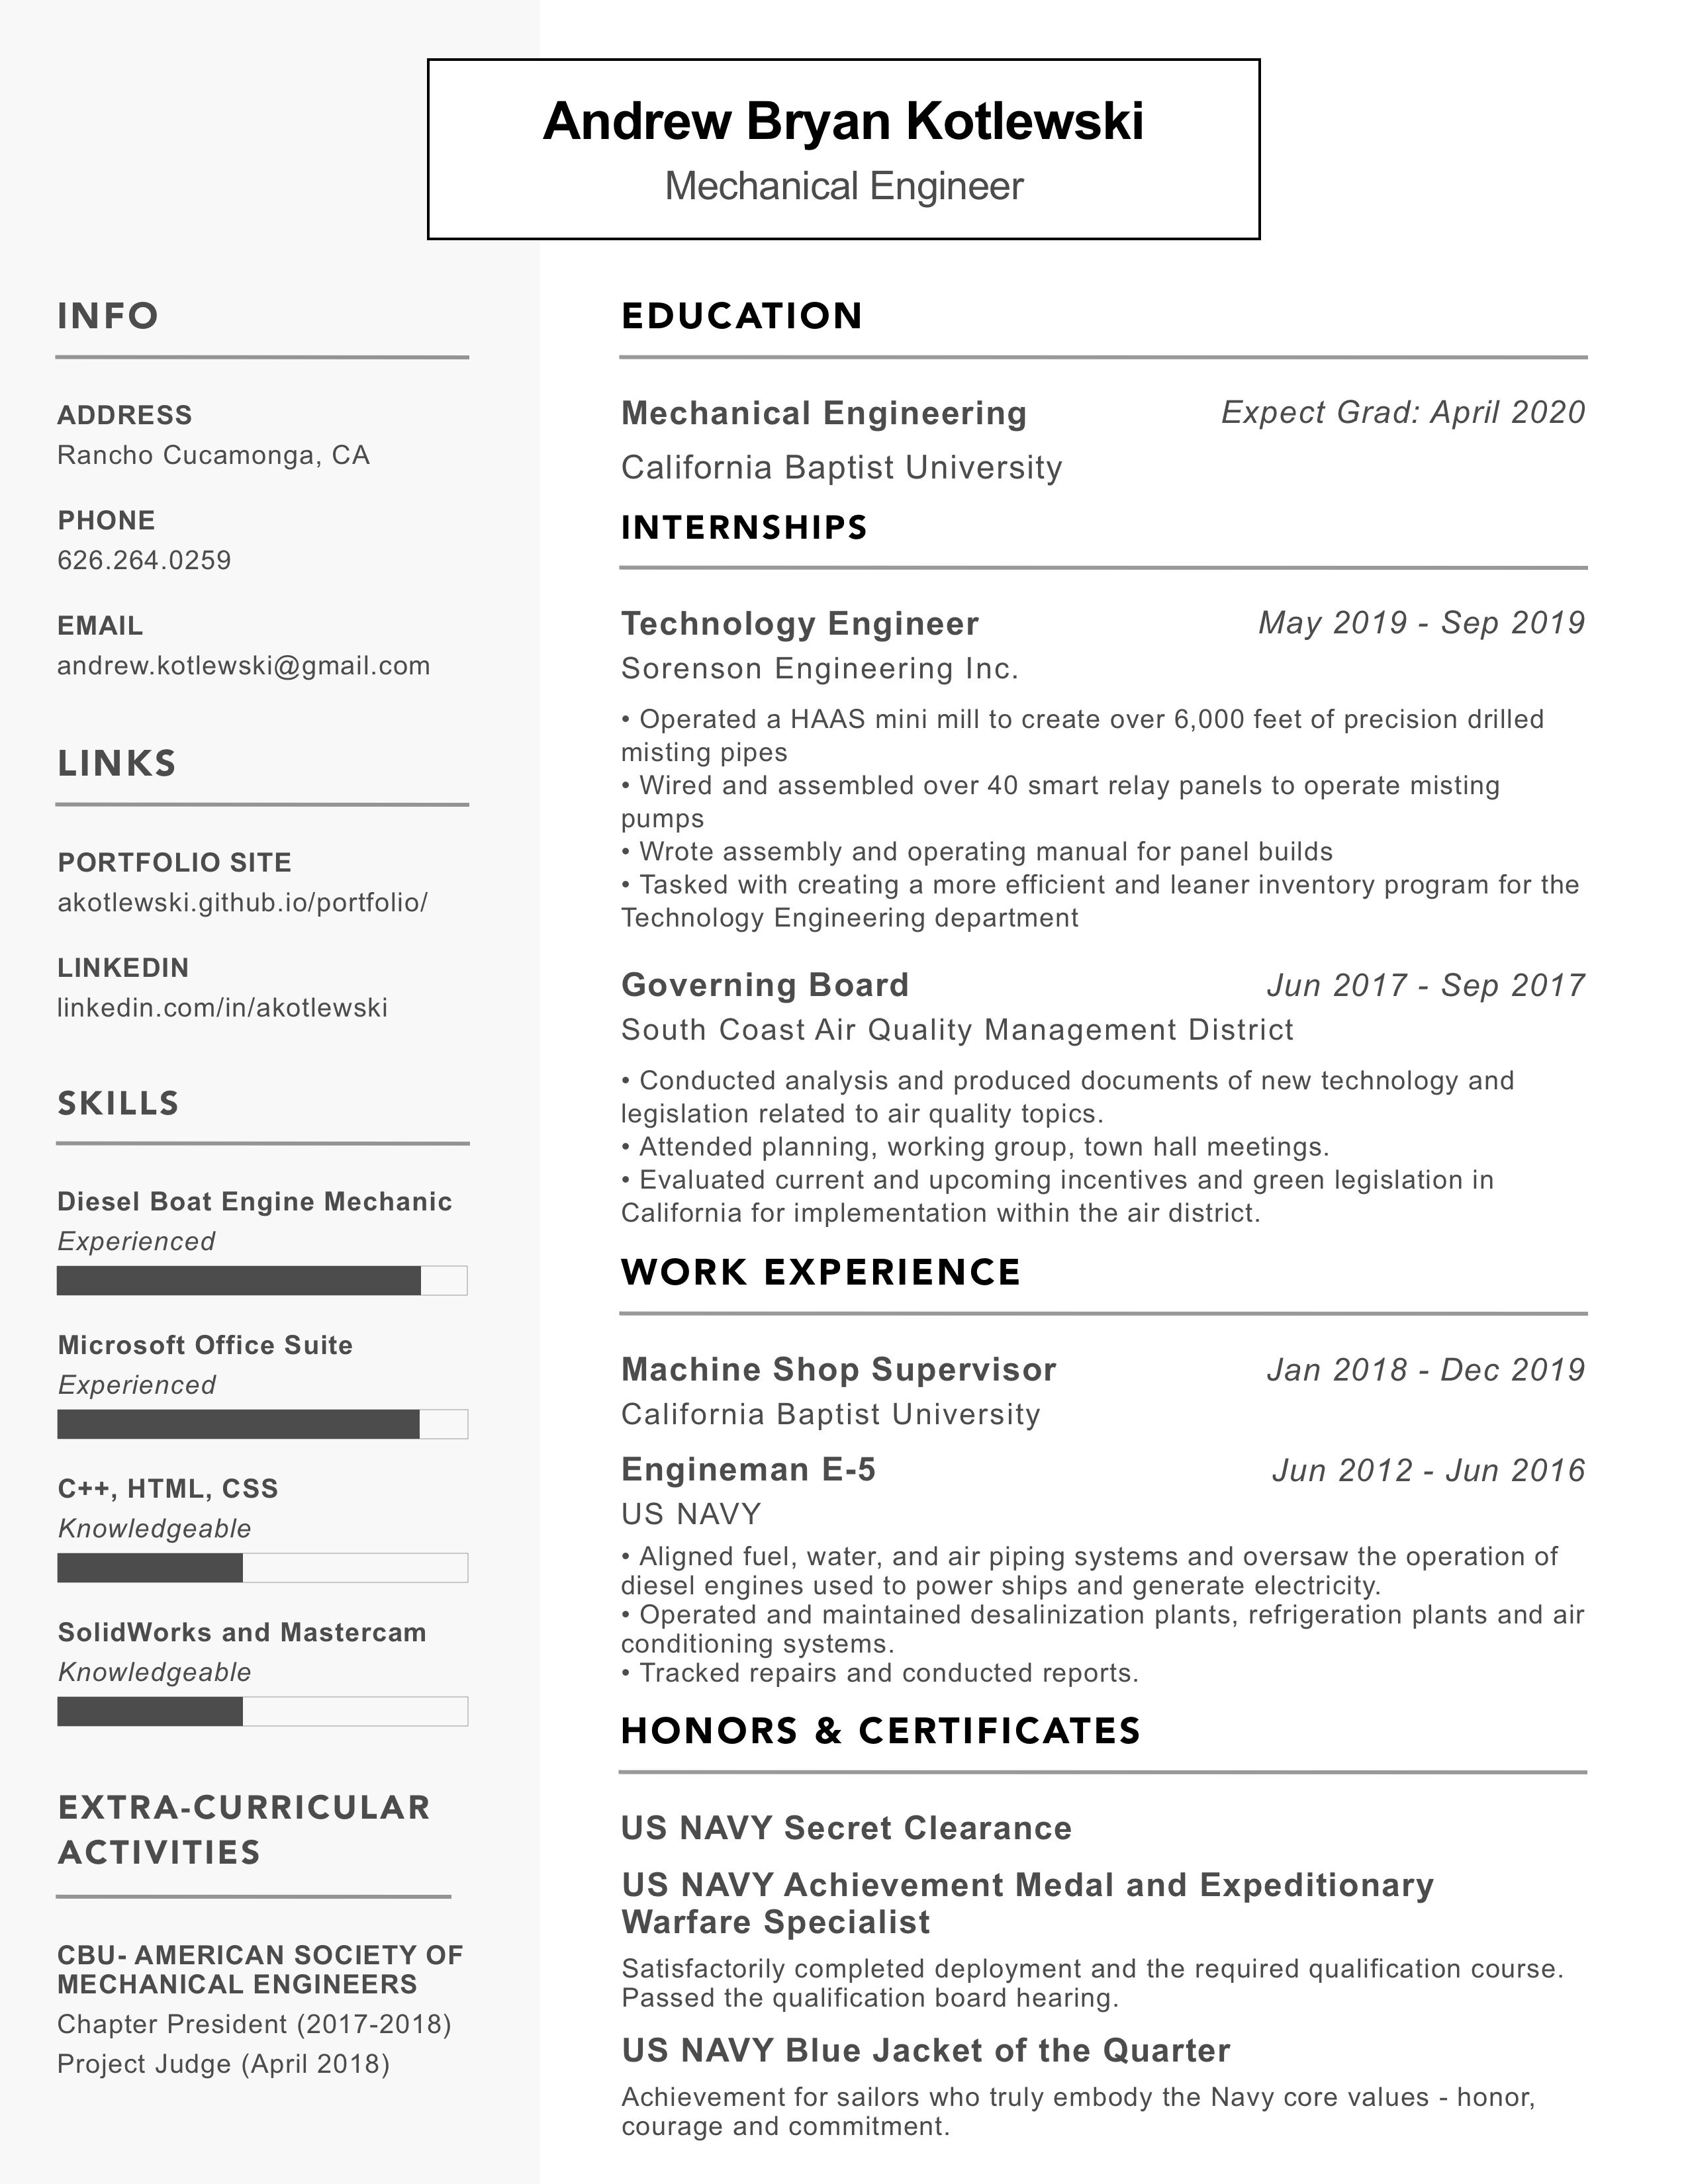 Andrew Bryan Kotlewski
Mechanical Engineer
INFO
ADDRESS
Rancho Cucamonga, CA
PHONE
626.264.0259
EMAIL
andrew.kotlewski@gmail.com
LINKS
PORTFOLIO SITE
akotlewski.github.io/portfolio/
LINKEDIN
linkedin.com/in/akotlewski
SKILLS
Diesel Boat Engine Mechanic
Experienced
Microsoft Office Suite
Experienced
C++, HTML, CSS
Knowledgeable
SolidWorks and Mastercam
Knowledgeable
EXTRA-CURRICULAR
ACTIVITIES
CBU- AMERICAN SOCIETY OF
MECHANICAL ENGINEERS
Chapter President (2017-2018)
Project Judge (April 2018)
EDUCATION
Mechanical Engineering Expect Grad: April 2020
California Baptist University
INTERNSHIPS
Technology Engineer May 2019 - Sep 2019
Sorenson Engineering Inc.
• Operated a HAAS mini mill to create over 6,000 feet of precision drilled
misting pipes
• Wired and assembled over 40 smart relay panels to operate misting
pumps
• Wrote assembly and operating manual for panel builds
• Tasked with creating a more efficient and leaner inventory program for the
Technology Engineering department
Governing Board Jun 2017 - Sep 2017
South Coast Air Quality Management District
• Conducted analysis and produced documents of new technology and
legislation related to air quality topics.
• Attended planning, working group, town hall meetings.
• Evaluated current and upcoming incentives and green legislation in
California for implementation within the air district.
WORK EXPERIENCE
Machine Shop Supervisor Jan 2018 - Dec 2019
California Baptist University
Engineman E-5 Jun 2012 - Jun 2016
US NAVY
• Aligned fuel, water, and air piping systems and oversaw the operation of
diesel engines used to power ships and generate electricity.
• Operated and maintained desalinization plants, refrigeration plants and air
conditioning systems.
• Tracked repairs and conducted reports.
HONORS & CERTIFICATES
US NAVY Secret Clearance
US NAVY Achievement Medal and Expeditionary
Warfare Specialist
Satisfactorily completed deployment and the required qualification course.
Passed the qualification board hearing.
US NAVY Blue Jacket of the Quarter
Achievement for sailors who truly embody the Navy core values - honor,
courage and commitment.